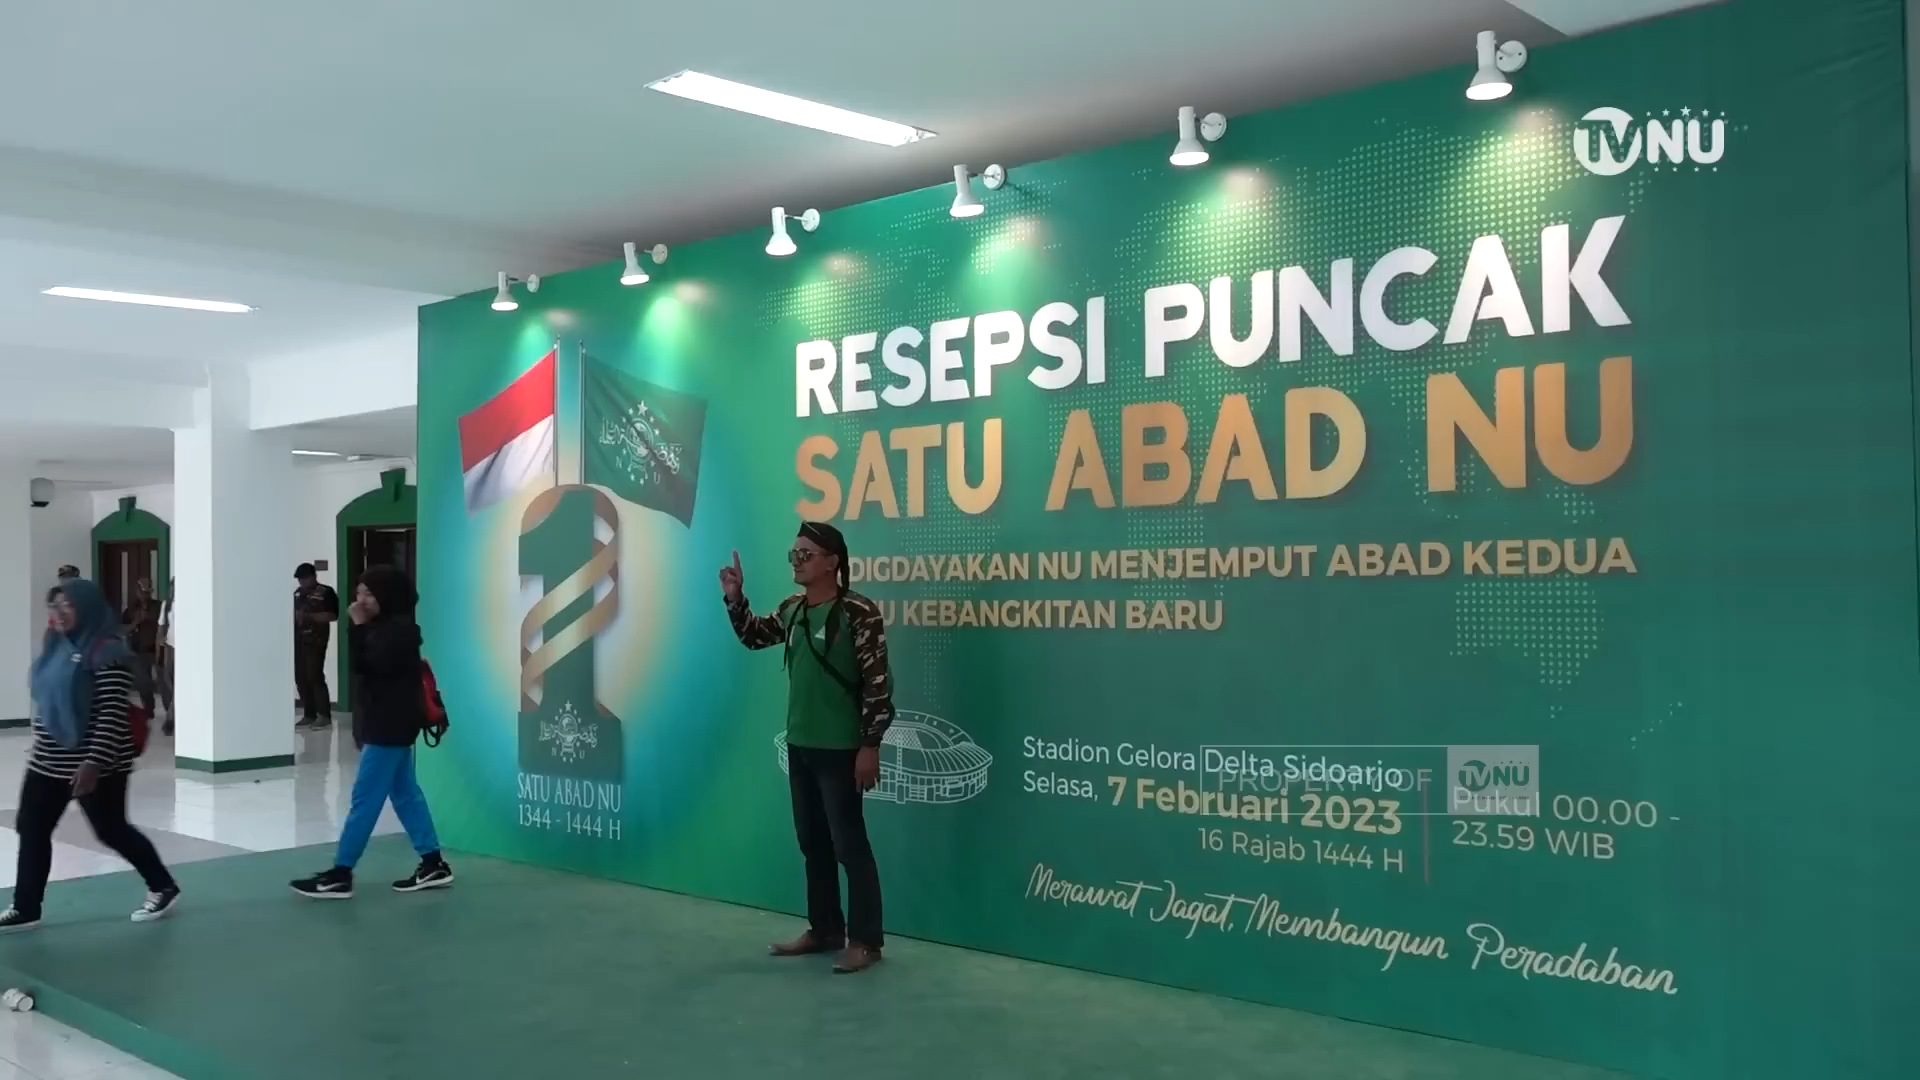 TVNU
RESEPSI PUNCAK
SATU ABAD NU
DIGDAYAKAN NU MENJEMPUT ABAD KEDUA
U KEBANGKITAN BARU
NU
SATU ABAD NU
1344 - 1444 H
Stadion Gelora Delta Sidoarjo
Selasa, 7 Februari 2023
16 Rajab 1444 H
Pukul 00.00 -
23.59 WIB
PROPERTY OF TVNU
Merawat Jagat, Membangun Peradaban